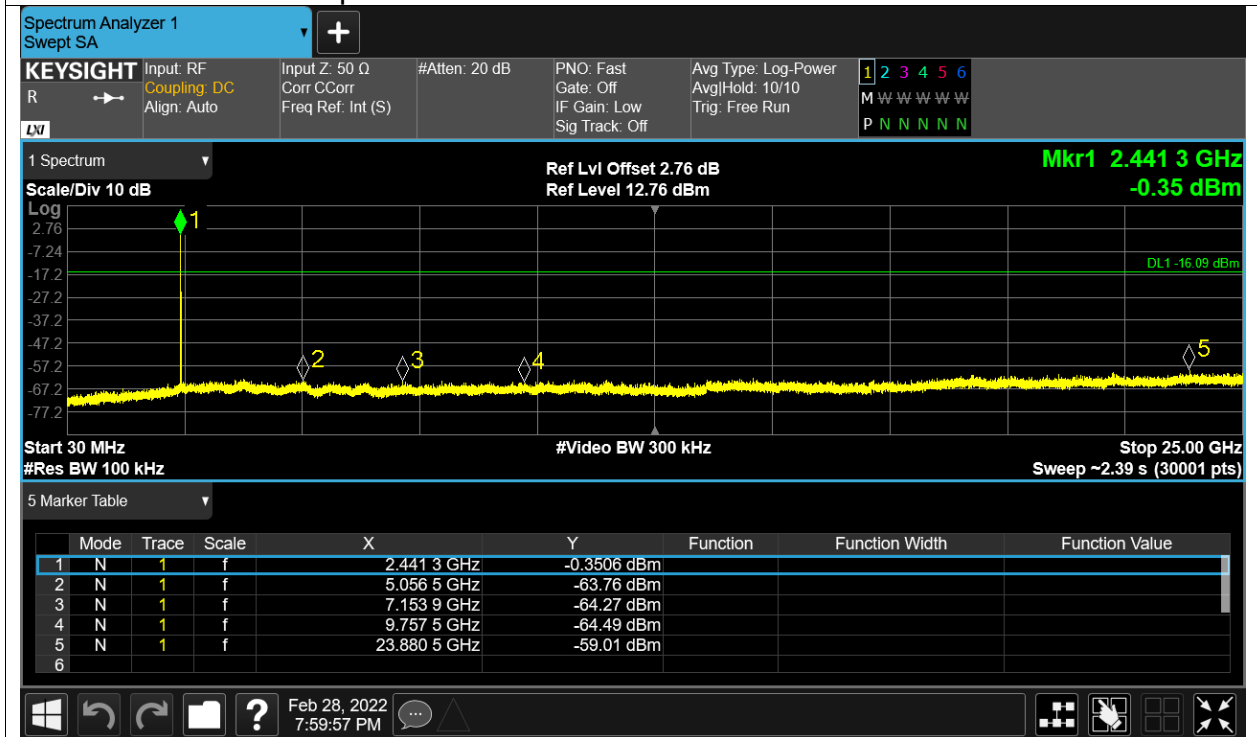 Spectrum Analyzer 1
Swept SA
+
KEYSIGHT Input: RF Input Z: 50 Ω #Atten: 20 dB PNO: Fast Avg Type: Log-Power 1 2 3 4 5 6
R Coupling: DC Corr CCorr Gate: Off Avg|Hold: 10/10 M W W W W W
Align: Auto Freq Ref: Int (S) IF Gain: Low Trig: Free Run
LXI Sig Track: Off P N N N N N
1 Spectrum Ref Lvl Offset 2.76 dB Mkr1 2.441 3 GHz
Scale/Div 10 dB Ref Level 12.76 dBm -0.35 dBm
Log
1
2.76
-7.24
DL1 -16.09 dBm
-17.2
-27.2
-37.2
-47.2
2 3 4 5
-57.2
-67.2
-77.2
Start 30 MHz #Video BW 300 kHz Stop 25.00 GHz
#Res BW 100 kHz Sweep ~2.39 s (30001 pts)
5 Marker Table
Mode Trace Scale X Y Function Function Width Function Value
1 N 1 f 2.441 3 GHz -0.3506 dBm
2 N 1 f 5.056 5 GHz -63.76 dBm
3 N 1 f 7.153 9 GHz -64.27 dBm
4 N 1 f 9.757 5 GHz -64.49 dBm
5 N 1 f 23.880 5 GHz -59.01 dBm
6
? Feb 28, 2022
7:59:57 PM